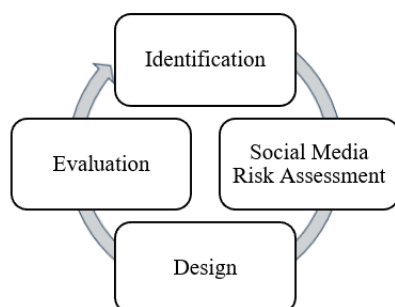 Identification
Evaluation
Social Media
Risk Assessment
Design